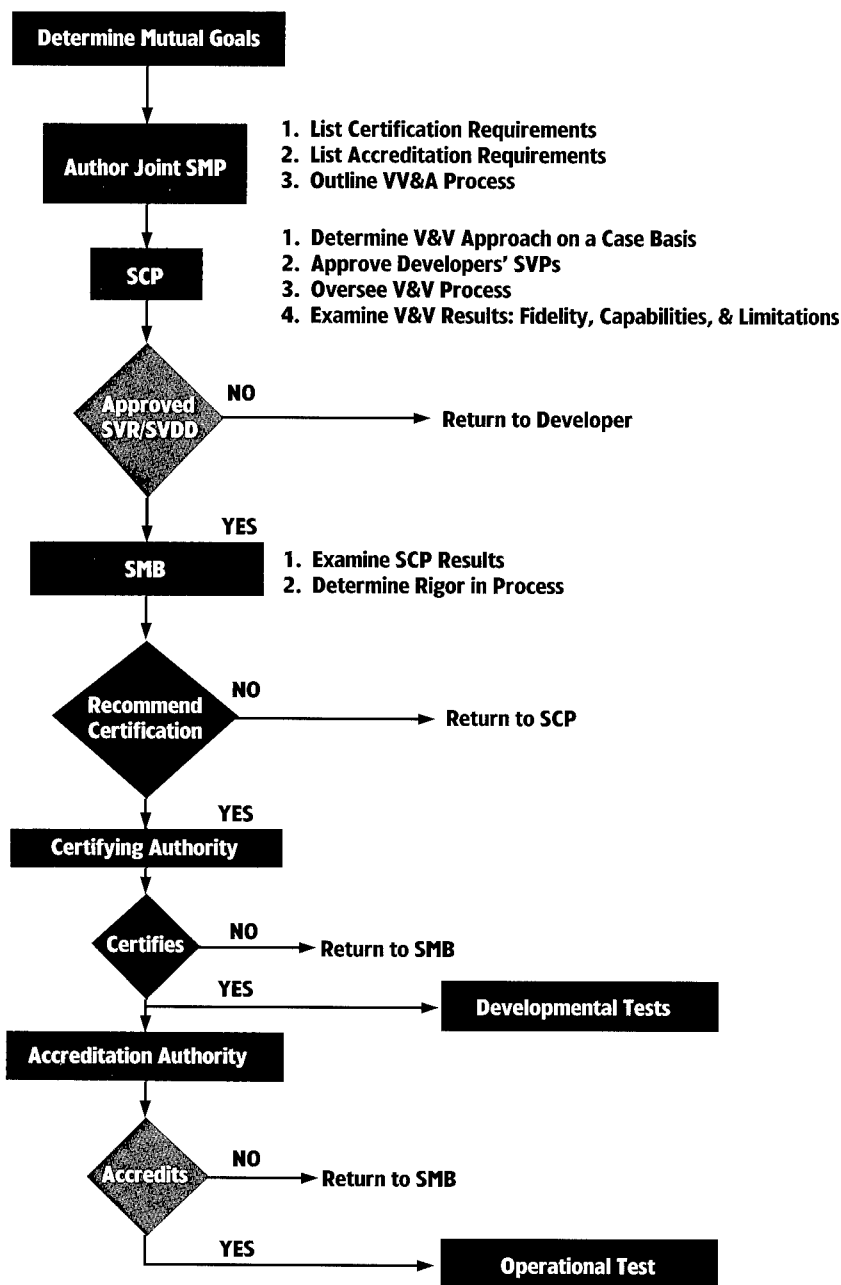 Determine Mutual Goals
Author Joint SMP
1. List Certification Requirements
2. List Accreditation Requirements
3. Outline VV&A Process
SCP
1. Determine V&V Approach on a Case Basis
2. Approve Developers' SVPs
3. Oversee V&V Process
4. Examine V&V Results: Fidelity, Capabilities, & Limitations
Approved
SVR/SVDD
NO
Return to Developer
YES
SMB
1. Examine SCP Results
2. Determine Rigor in Process
Recommend
Certification
NO
Return to SCP
YES
Certifying Authority
Certifies
NO
Return to SMB
YES
Developmental Tests
Accreditation Authority
Accredits
NO
Return to SMB
YES
Operational Test